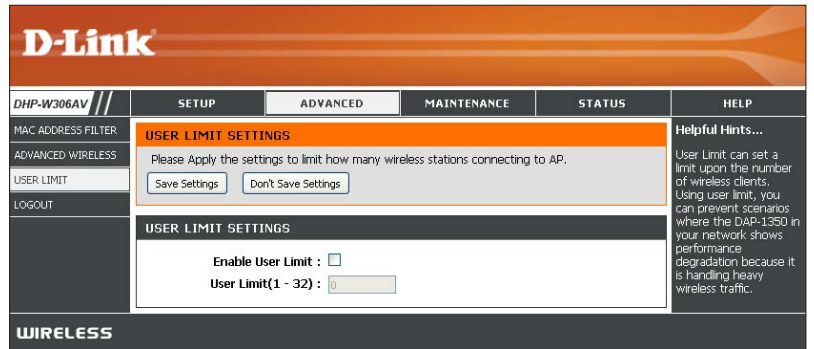 D-Link
DHP-W306AV
SETUP
ADVANCED
MAINTENANCE
STATUS
HELP
MAC ADDRESS FILTER
ADVANCED WIRELESS
USER LIMIT
LOGOUT
USER LIMIT SETTINGS
Please Apply the settings to limit how many wireless stations connecting to AP.
Save Settings
Don't Save Settings
USER LIMIT SETTINGS
Enable User Limit :
User Limit(1 - 32) : 0
Helpful Hints...
User Limit can set a
limit upon the number
of wireless clients.
Using user limit, you
can prevent scenarios
where the DAP-1350 in
your network shows
performance
degradation because it
is handling heavy
wireless traffic.
WIRELESS